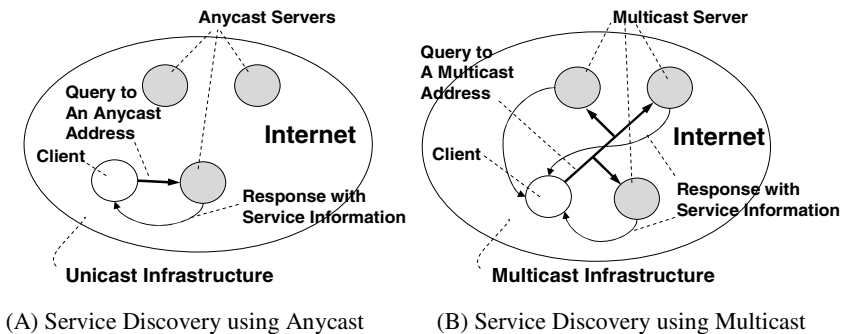 Anycast Servers
Query to
An Anycast
Address
Internet
Client
Response with
Service Information
Unicast Infrastructure
(A) Service Discovery using Anycast
Multicast Server
Query to
A Multicast
Address
Internet
Client
Response with
Service Information
Multicast Infrastructure
(B) Service Discovery using Multicast